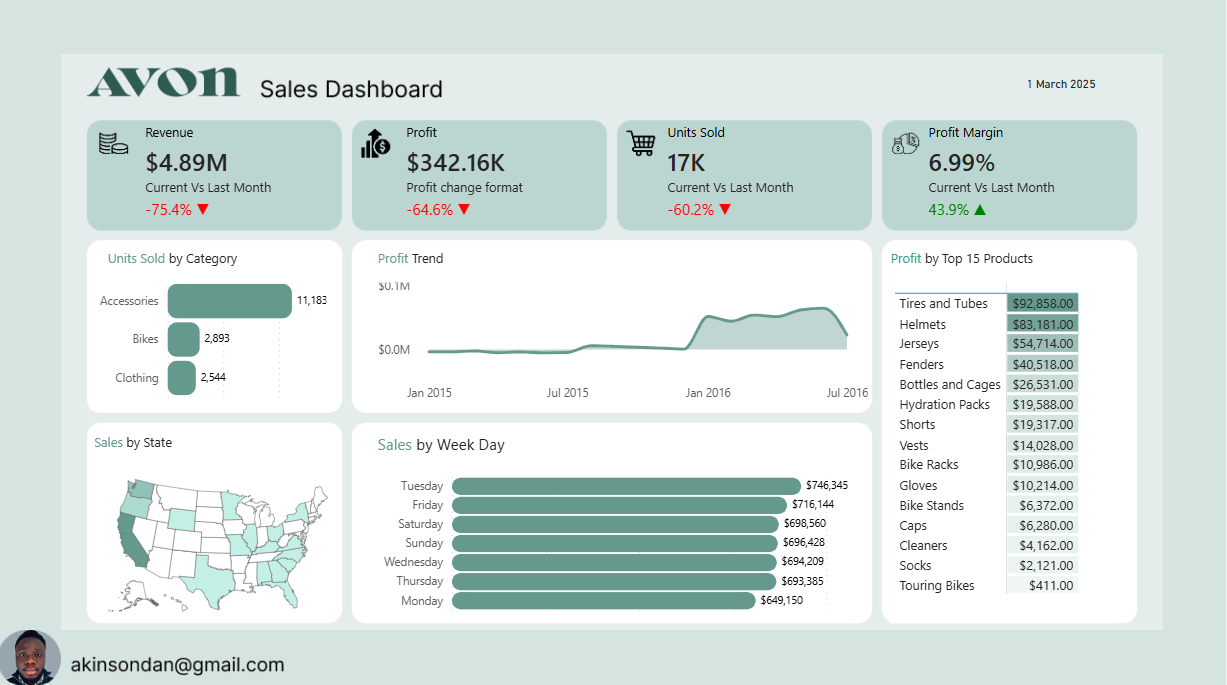 AVON
Sales Dashboard
1 March 2025
Revenue
$4.89M
Current Vs Last Month
-75.4% ▼
Profit
$342.16K
Profit change format
-64.6% ▼
Units Sold
17K
Current Vs Last Month
-60.2% ▼
Profit Margin
6.99%
Current Vs Last Month
43.9% ▲
Units Sold by Category
Accessories 11,183
Bikes 2,893
Clothing 2,544
Profit Trend
$0.1M
$0.0M
Jan 2015 Jul 2015 Jan 2016 Jul 2016
Profit by Top 15 Products
Tires and Tubes $92,858.00
Helmets $83,181.00
Jerseys $54,714.00
Fenders $40,518.00
Bottles and Cages $26,531.00
Hydration Packs $19,588.00
Shorts $19,317.00
Vests $14,028.00
Bike Racks $10,986.00
Gloves $10,214.00
Bike Stands $6,372.00
Caps $6,280.00
Cleaners $4,162.00
Socks $2,121.00
Touring Bikes $411.00
Sales by State
Sales by Week Day
Tuesday $746,345
Friday $716,144
Saturday $698,560
Sunday $696,428
Wednesday $694,209
Thursday $693,385
Monday $649,150
akinsondan@gmail.com